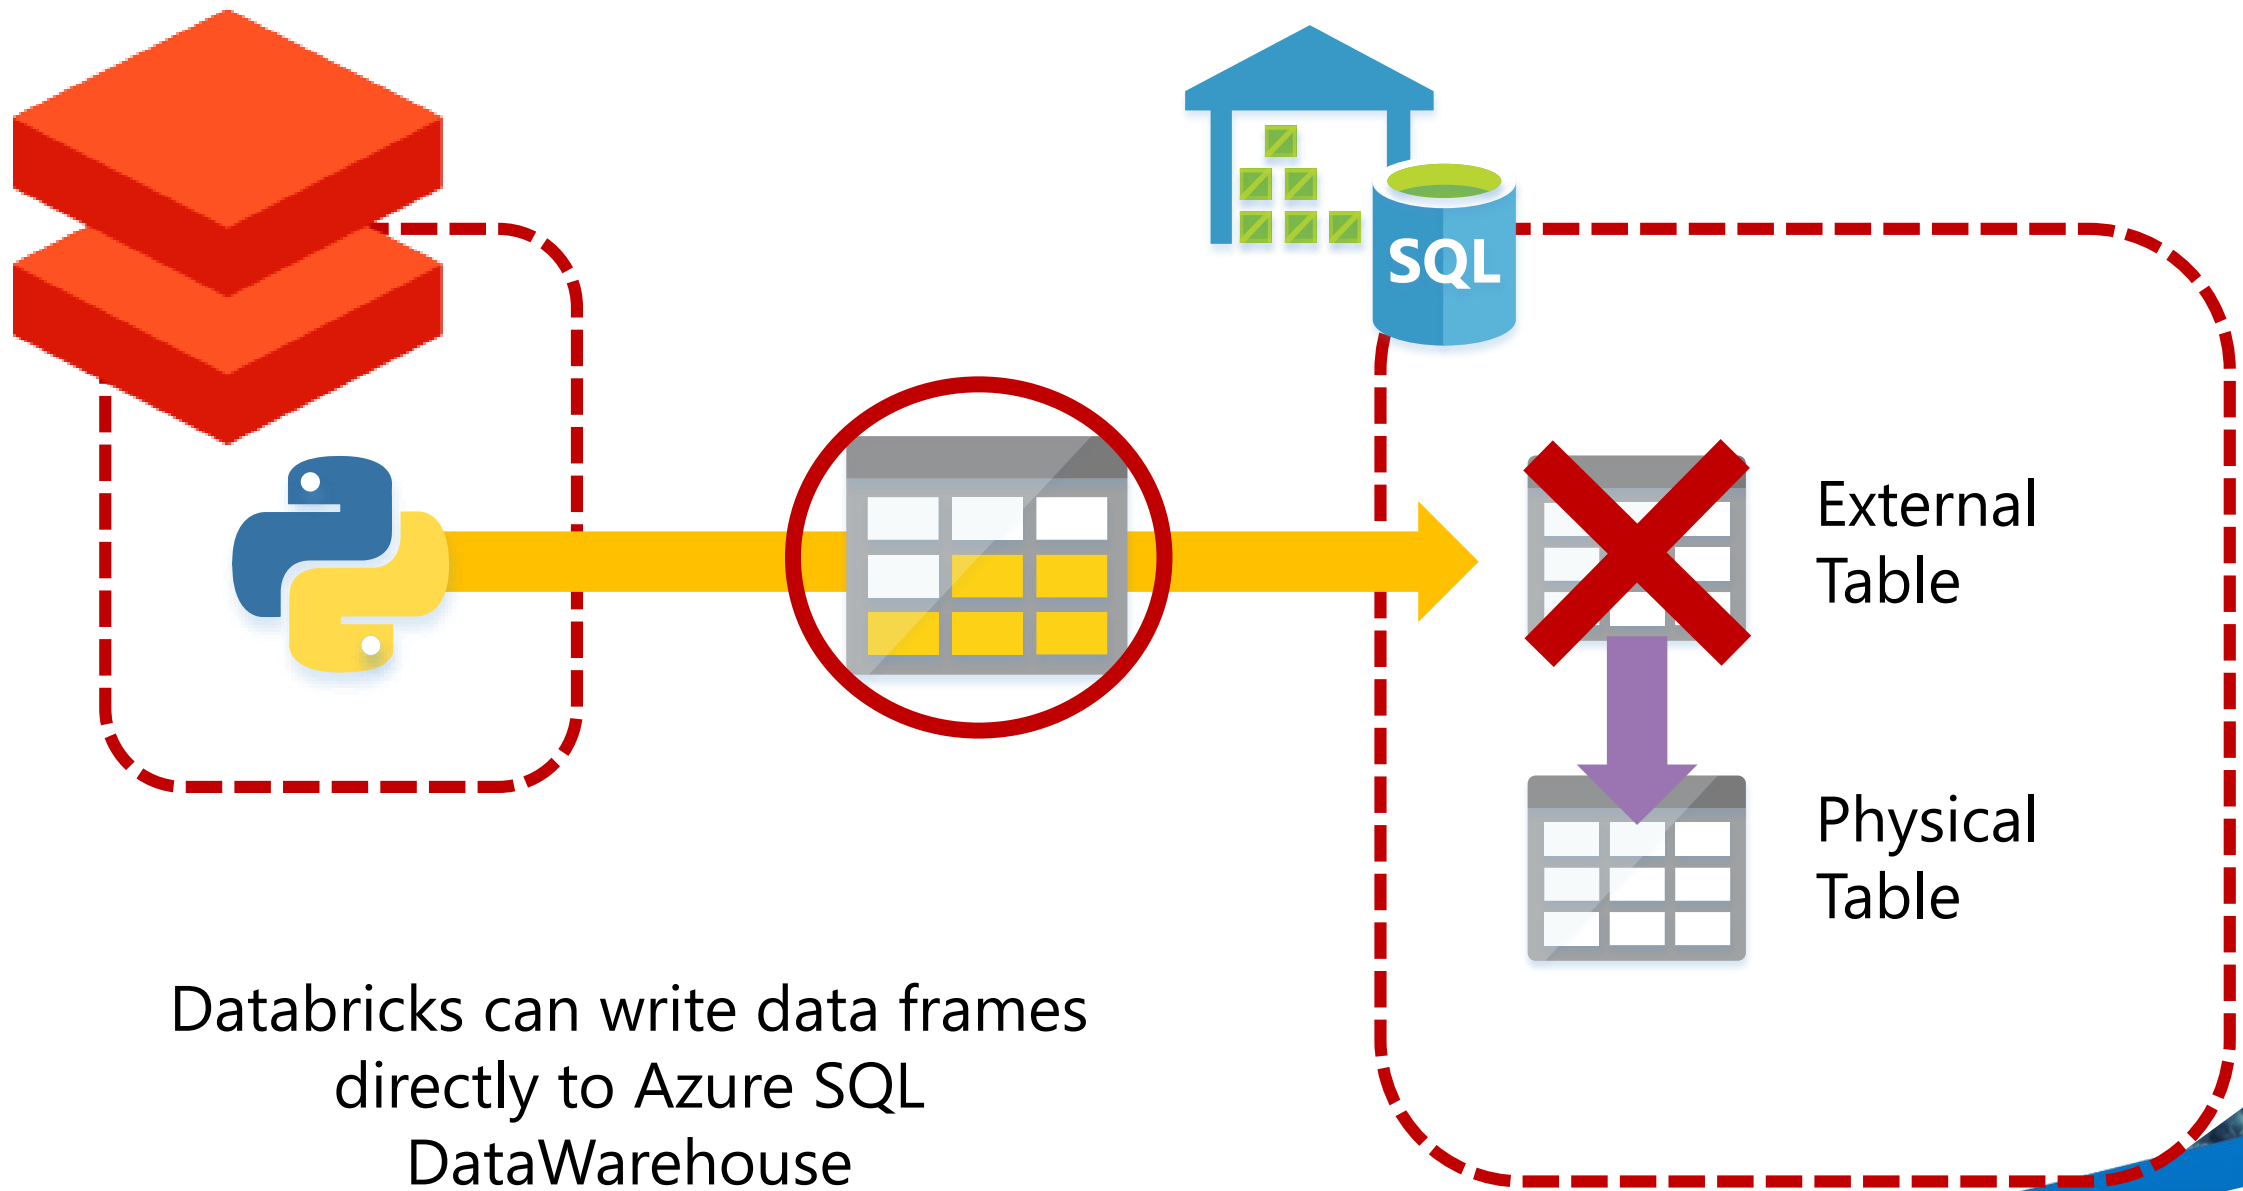 SQL
External
Table
Physical
Table
Databricks can write data frames
directly to Azure SQL
DataWarehouse